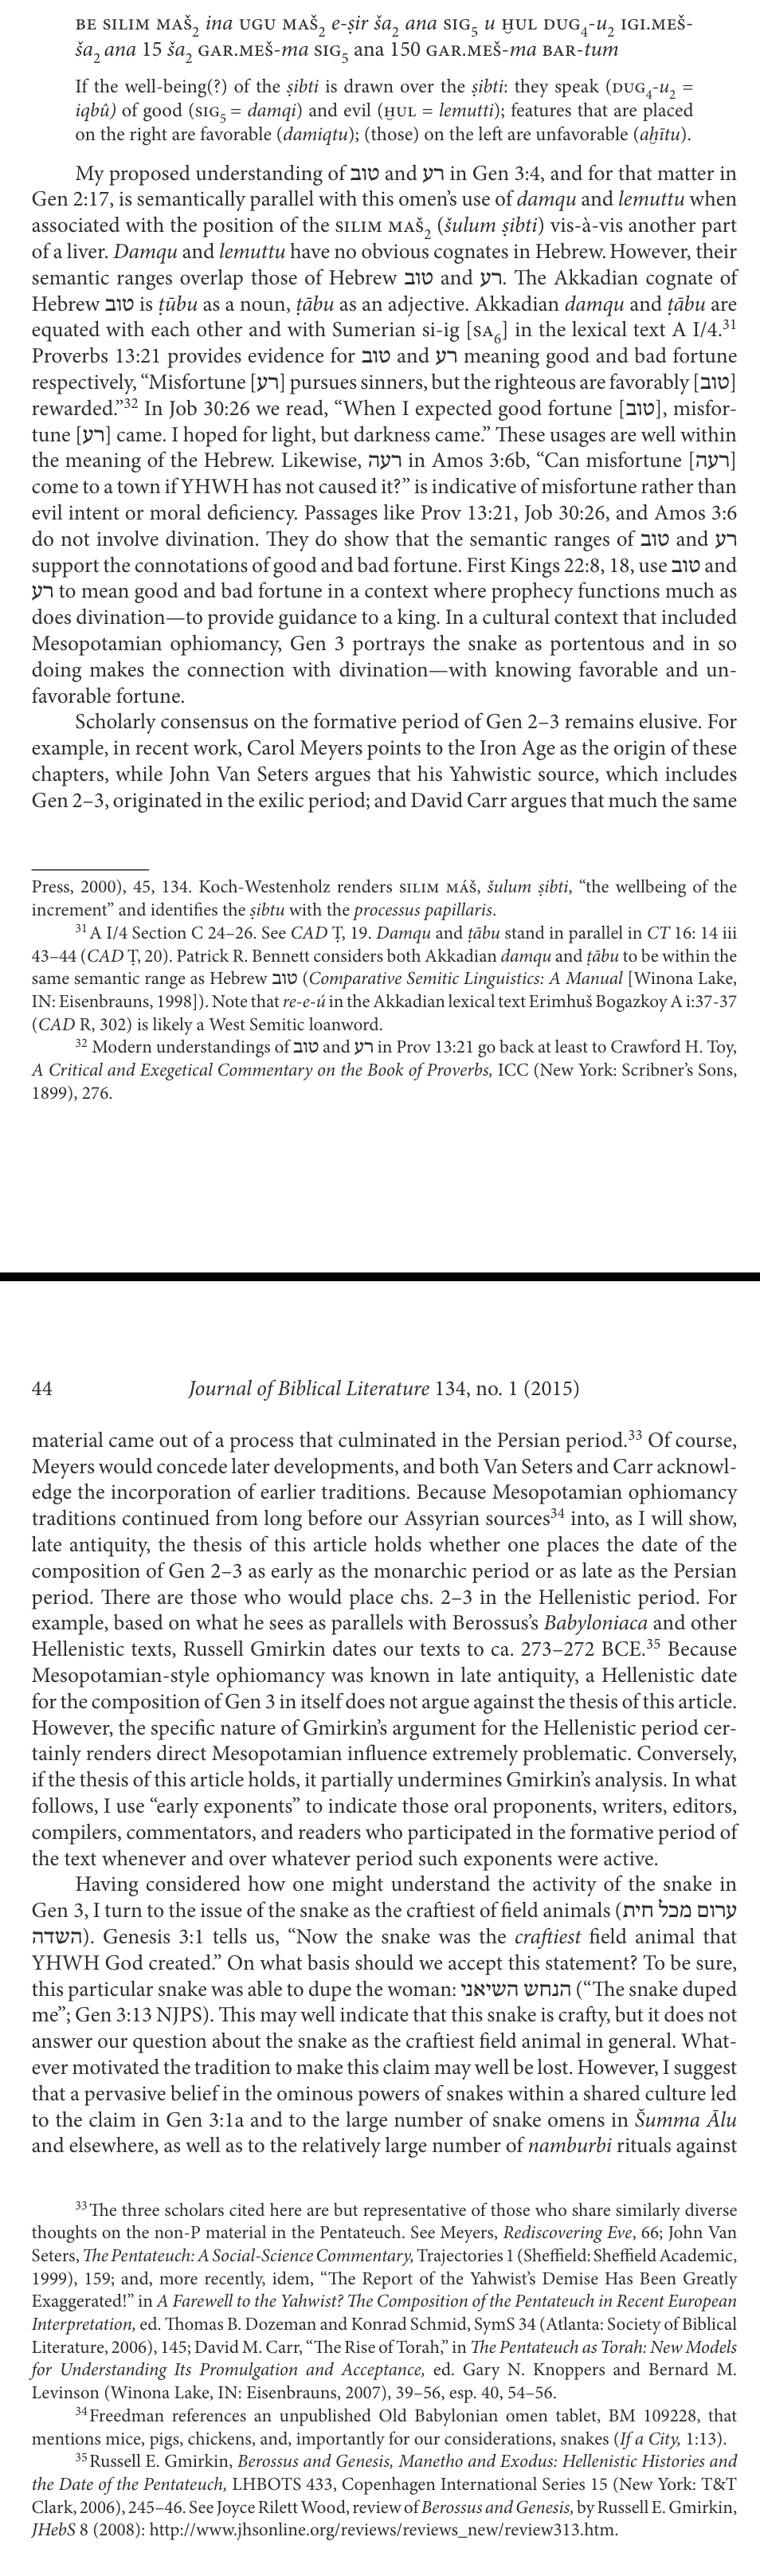 BE SILIM MAŠ₂ ina UGU MAŠ₂ e-ṣir ša₂ ana SIG₅ u ḪUL DUG₄-u₂ IGI.MEŠ-
ša₂ ana 15 ša₂ GAR.MEŠ-ma SIG₅ ana 150 GAR.MEŠ-ma BAR-tum
If the well-being(?) of the ṣibti is drawn over the ṣibti: they speak (DUG₄-u₂ =
iqbû) of good (SIG₅ = damqi) and evil (ḪUL = lemutti); features that are placed
on the right are favorable (damiqtu); (those) on the left are unfavorable (aḫītu).
My proposed understanding of טוב and רע in Gen 3:4, and for that matter in
Gen 2:17, is semantically parallel with this omen’s use of damqu and lemuttu when
associated with the position of the SILIM MAŠ₂ (šulum ṣibti) vis-à-vis another part
of a liver. Damqu and lemuttu have no obvious cognates in Hebrew. However, their
semantic ranges overlap those of Hebrew טוב and רע. The Akkadian cognate of
Hebrew טוב is ṭūbu as a noun, ṭābu as an adjective. Akkadian damqu and ṭābu are
equated with each other and with Sumerian si-ig [SA₆] in the lexical text A I/4.³¹
Proverbs 13:21 provides evidence for טוב and רע meaning good and bad fortune
respectively, “Misfortune [רע] pursues sinners, but the righteous are favorably [טוב]
rewarded.”³² In Job 30:26 we read, “When I expected good fortune [טוב], misfor-
tune [רע] came. I hoped for light, but darkness came.” These usages are well within
the meaning of the Hebrew. Likewise, רעה in Amos 3:6b, “Can misfortune [רעה]
come to a town if YHWH has not caused it?” is indicative of misfortune rather than
evil intent or moral deficiency. Passages like Prov 13:21, Job 30:26, and Amos 3:6
do not involve divination. They do show that the semantic ranges of טוב and רע
support the connotations of good and bad fortune. First Kings 22:8, 18, use טוב and
רע to mean good and bad fortune in a context where prophecy functions much as
does divination—to provide guidance to a king. In a cultural context that included
Mesopotamian ophiomancy, Gen 3 portrays the snake as portentous and in so
doing makes the connection with divination—with knowing favorable and un-
favorable fortune.
Scholarly consensus on the formative period of Gen 2–3 remains elusive. For
example, in recent work, Carol Meyers points to the Iron Age as the origin of these
chapters, while John Van Seters argues that his Yahwistic source, which includes
Gen 2–3, originated in the exilic period; and David Carr argues that much the same
Press, 2000), 45, 134. Koch-Westenholz renders SILIM MÁŠ, šulum ṣibti, “the wellbeing of the
increment” and identifies the ṣibtu with the processus papillaris.
³¹ A I/4 Section C 24–26. See CAD Ṭ, 19. Damqu and ṭābu stand in parallel in CT 16: 14 iii
43–44 (CAD Ṭ, 20). Patrick R. Bennett considers both Akkadian damqu and ṭābu to be within the
same semantic range as Hebrew טוב (Comparative Semitic Linguistics: A Manual [Winona Lake,
IN: Eisenbrauns, 1998]). Note that re-e-ú in the Akkadian lexical text Erimhuš Bogazkoy A i:37-37
(CAD R, 302) is likely a West Semitic loanword.
³² Modern understandings of טוב and רע in Prov 13:21 go back at least to Crawford H. Toy,
A Critical and Exegetical Commentary on the Book of Proverbs, ICC (New York: Scribner’s Sons,
1899), 276.
44 Journal of Biblical Literature 134, no. 1 (2015)
material came out of a process that culminated in the Persian period.³³ Of course,
Meyers would concede later developments, and both Van Seters and Carr acknowl-
edge the incorporation of earlier traditions. Because Mesopotamian ophiomancy
traditions continued from long before our Assyrian sources³⁴ into, as I will show,
late antiquity, the thesis of this article holds whether one places the date of the
composition of Gen 2–3 as early as the monarchic period or as late as the Persian
period. There are those who would place chs. 2–3 in the Hellenistic period. For
example, based on what he sees as parallels with Berossus’s Babyloniaca and other
Hellenistic texts, Russell Gmirkin dates our texts to ca. 273–272 BCE.³⁵ Because
Mesopotamian-style ophiomancy was known in late antiquity, a Hellenistic date
for the composition of Gen 3 in itself does not argue against the thesis of this article.
However, the specific nature of Gmirkin’s argument for the Hellenistic period cer-
tainly renders direct Mesopotamian influence extremely problematic. Conversely,
if the thesis of this article holds, it partially undermines Gmirkin’s analysis. In what
follows, I use “early exponents” to indicate those oral proponents, writers, editors,
compilers, commentators, and readers who participated in the formative period of
the text whenever and over whatever period such exponents were active.
Having considered how one might understand the activity of the snake in
Gen 3, I turn to the issue of the snake as the craftiest of field animals (ערום מכל חית
השדה). Genesis 3:1 tells us, “Now the snake was the craftiest field animal that
YHWH God created.” On what basis should we accept this statement? To be sure,
this particular snake was able to dupe the woman: הנחש השיאני (“The snake duped
me”; Gen 3:13 NJPS). This may well indicate that this snake is crafty, but it does not
answer our question about the snake as the craftiest field animal in general. What-
ever motivated the tradition to make this claim may well be lost. However, I suggest
that a pervasive belief in the ominous powers of snakes within a shared culture led
to the claim in Gen 3:1a and to the large number of snake omens in Šumma Ālu
and elsewhere, as well as to the relatively large number of namburbi rituals against
³³ The three scholars cited here are but representative of those who share similarly diverse
thoughts on the non-P material in the Pentateuch. See Meyers, Rediscovering Eve, 66; John Van
Seters, The Pentateuch: A Social-Science Commentary, Trajectories 1 (Sheffield: Sheffield Academic,
1999), 159; and, more recently, idem, “The Report of the Yahwist’s Demise Has Been Greatly
Exaggerated!” in A Farewell to the Yahwist? The Composition of the Pentateuch in Recent European
Interpretation, ed. Thomas B. Dozeman and Konrad Schmid, SymS 34 (Atlanta: Society of Biblical
Literature, 2006), 145; David M. Carr, “The Rise of Torah,” in The Pentateuch as Torah: New Models
for Understanding Its Promulgation and Acceptance, ed. Gary N. Knoppers and Bernard M.
Levinson (Winona Lake, IN: Eisenbrauns, 2007), 39–56, esp. 40, 54–56.
³⁴ Freedman references an unpublished Old Babylonian omen tablet, BM 109228, that
mentions mice, pigs, chickens, and, importantly for our considerations, snakes (If a City, 1:13).
³⁵ Russell E. Gmirkin, Berossus and Genesis, Manetho and Exodus: Hellenistic Histories and
the Date of the Pentateuch, LHBOTS 433, Copenhagen International Series 15 (New York: T&T
Clark, 2006), 245–46. See Joyce Rilett Wood, review of Berossus and Genesis, by Russell E. Gmirkin,
JHebS 8 (2008): http://www.jhsonline.org/reviews/reviews_new/review313.htm.